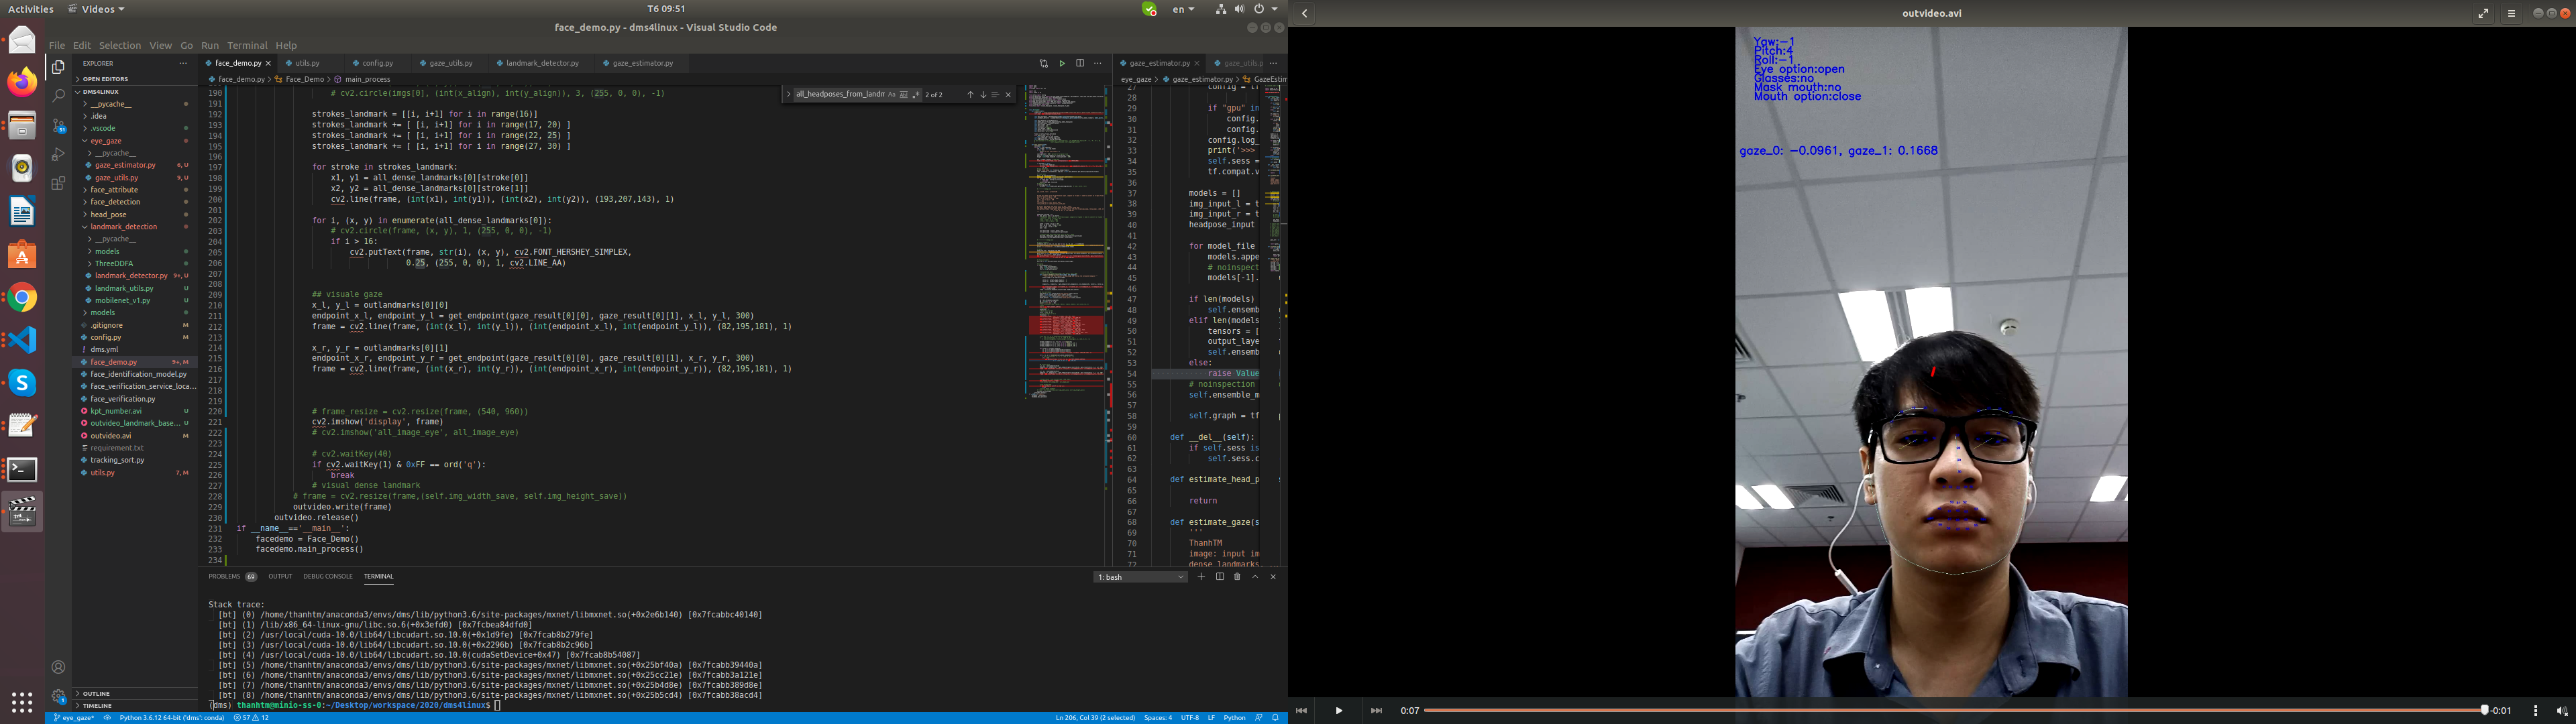 Activities
Videos
T6 09:51
en
face_demo.py - dms4linux - Visual Studio Code
File Edit Selection View Go Run Terminal Help
EXPLORER
OPEN EDITORS
DMS4LINUX
__pycache__
.idea
.vscode
eye_gaze
__pycache__
gaze_estimator.py 6, U
gaze_utils.py 9, U
face_attribute
face_detection
head_pose
landmark_detection
__pycache__
models
ThreeDDFA
landmark_detector.py 9+, U
landmark_utils.py U
mobilenet_v1.py U
models
.gitignore M
config.py M
dms.yml
face_demo.py 9+, M
face_identification_model.py
face_verification_service_loca...
face_verification.py
kpt_number.avi U
outvideo_landmark_base... U
outvideo.avi M
requirement.txt
tracking_sort.py
utils.py 7, M
OUTLINE
TIMELINE
face_demo.py utils.py config.py gaze_utils.py landmark_detector.py gaze_estimator.py
face_demo.py > Face_Demo > main_process
all_headposes_from_landm Aa 2 of 2
190 # cv2.circle(imgs[0], (int(x_align), int(y_align)), 3, (255, 0, 0), -1)
191
192 strokes_landmark = [[i, i+1] for i in range(16)]
193 strokes_landmark += [ [i, i+1] for i in range(17, 20) ]
194 strokes_landmark += [ [i, i+1] for i in range(22, 25) ]
195 strokes_landmark += [ [i, i+1] for i in range(27, 30) ]
196
197 for stroke in strokes_landmark:
198 x1, y1 = all_dense_landmarks[0][stroke[0]]
199 x2, y2 = all_dense_landmarks[0][stroke[1]]
200 cv2.line(frame, (int(x1), int(y1)), (int(x2), int(y2)), (193,207,143), 1)
201
202 for i, (x, y) in enumerate(all_dense_landmarks[0]):
203 # cv2.circle(frame, (x, y), 1, (255, 0, 0), -1)
204 if i > 16:
205 cv2.putText(frame, str(i), (x, y), cv2.FONT_HERSHEY_SIMPLEX,
206 0.25, (255, 0, 0), 1, cv2.LINE_AA)
207
208
209 ## visuale gaze
210 x_l, y_l = outlandmarks[0][0]
211 endpoint_x_l, endpoint_y_l = get_endpoint(gaze_result[0][0], gaze_result[0][1], x_l, y_l, 300)
212 frame = cv2.line(frame, (int(x_l), int(y_l)), (int(endpoint_x_l), int(endpoint_y_l)), (82,195,181), 1)
213
214 x_r, y_r = outlandmarks[0][1]
215 endpoint_x_r, endpoint_y_r = get_endpoint(gaze_result[0][0], gaze_result[0][1], x_r, y_r, 300)
216 frame = cv2.line(frame, (int(x_r), int(y_r)), (int(endpoint_x_r), int(endpoint_y_r)), (82,195,181), 1)
217
218
219
220 # frame_resize = cv2.resize(frame, (540, 960))
221 cv2.imshow('display', frame)
222 # cv2.imshow('all_image_eye', all_image_eye)
223
224 # cv2.waitKey(40)
225 if cv2.waitKey(1) & 0xFF == ord('q'):
226 break
227 # visual dense landmark
228 # frame = cv2.resize(frame,(self.img_width_save, self.img_height_save))
229 outvideo.write(frame)
230 outvideo.release()
231 if __name__=='__main__':
232 facedemo = Face_Demo()
233 facedemo.main_process()
234
gaze_estimator.py gaze_utils.p
eye_gaze > gaze_estimator.py > GazeEstim
27 config = t
28
29 if "gpu" in
30 config.
31 config.
32 config.log_
33 print('>>>
34 self.sess =
35 tf.compat.v
36
37 models = []
38 img_input_l = t
39 img_input_r = t
40 headpose_input
41
42 for model_file
43 models.appe
44 # noinspect
45 models[-1].
46
47 if len(models)
48 self.ensemb
49 elif len(models
50 tensors = [
51 output_laye
52 self.ensemb
53 else:
54 raise Value
55 # noinspection
56 self.ensemble_m
57
58 self.graph = tf
59
60 def __del__(self):
61 if self.sess is
62 self.sess.c
63
64 def estimate_head_p
65
66 return
67
68 def estimate_gaze(s
69 '''
70 ThanhTM
71 image: input im
72 dense_landmarks
PROBLEMS 69 OUTPUT DEBUG CONSOLE TERMINAL 1: bash
Stack trace:
[bt] (0) /home/thanhtm/anaconda3/envs/dms/lib/python3.6/site-packages/mxnet/libmxnet.so(+0x2e6b140) [0x7fcabbc40140]
[bt] (1) /lib/x86_64-linux-gnu/libc.so.6(+0x3efd0) [0x7fcbea84dfd0]
[bt] (2) /usr/local/cuda-10.0/lib64/libcudart.so.10.0(+0x1d9fe) [0x7fcab8b279fe]
[bt] (3) /usr/local/cuda-10.0/lib64/libcudart.so.10.0(+0x2296b) [0x7fcab8b2c96b]
[bt] (4) /usr/local/cuda-10.0/lib64/libcudart.so.10.0(cudaSetDevice+0x47) [0x7fcab8b54087]
[bt] (5) /home/thanhtm/anaconda3/envs/dms/lib/python3.6/site-packages/mxnet/libmxnet.so(+0x25bf40a) [0x7fcabb39440a]
[bt] (6) /home/thanhtm/anaconda3/envs/dms/lib/python3.6/site-packages/mxnet/libmxnet.so(+0x25cc21e) [0x7fcabb3a121e]
[bt] (7) /home/thanhtm/anaconda3/envs/dms/lib/python3.6/site-packages/mxnet/libmxnet.so(+0x25b4d8e) [0x7fcabb389d8e]
[bt] (8) /home/thanhtm/anaconda3/envs/dms/lib/python3.6/site-packages/mxnet/libmxnet.so(+0x25b5cd4) [0x7fcabb38acd4]
(dms) thanhtm@minio-ss-0:~/Desktop/workspace/2020/dms4linux$
eye_gaze* Python 3.6.12 64-bit ('dms': conda) 57 12 Ln 206, Col 39 (2 selected) Spaces: 4 UTF-8 LF Python
outvideo.avi
Yaw:-1
Pitch:4
Roll:-1
Eye option:open
Glasses:no
Mask mouth:no
Mouth option:close
gaze_0: -0.0961, gaze_1: 0.1668
0:07
-0:01